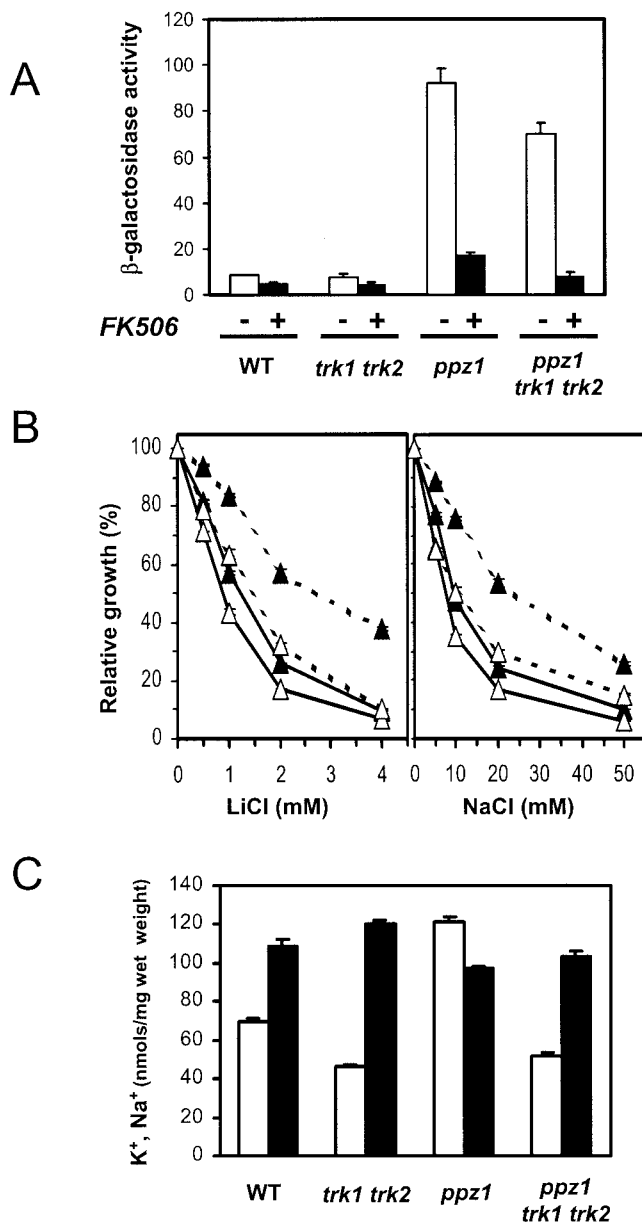 A
β-galactosidase activity
120
100
80
60
40
20
0
FK506
- +
- +
- +
- +
WT
trk1 trk2
ppz1
ppz1
trk1 trk2
B
Relative growth (%)
100
80
60
40
20
0
0 1 2 3 4
LiCl (mM)
0 10 20 30 40 50
NaCl (mM)
C
K⁺, Na⁺ (nmols/mg wet weight)
140
120
100
80
60
40
20
0
WT
trk1 trk2
ppz1
ppz1
trk1 trk2